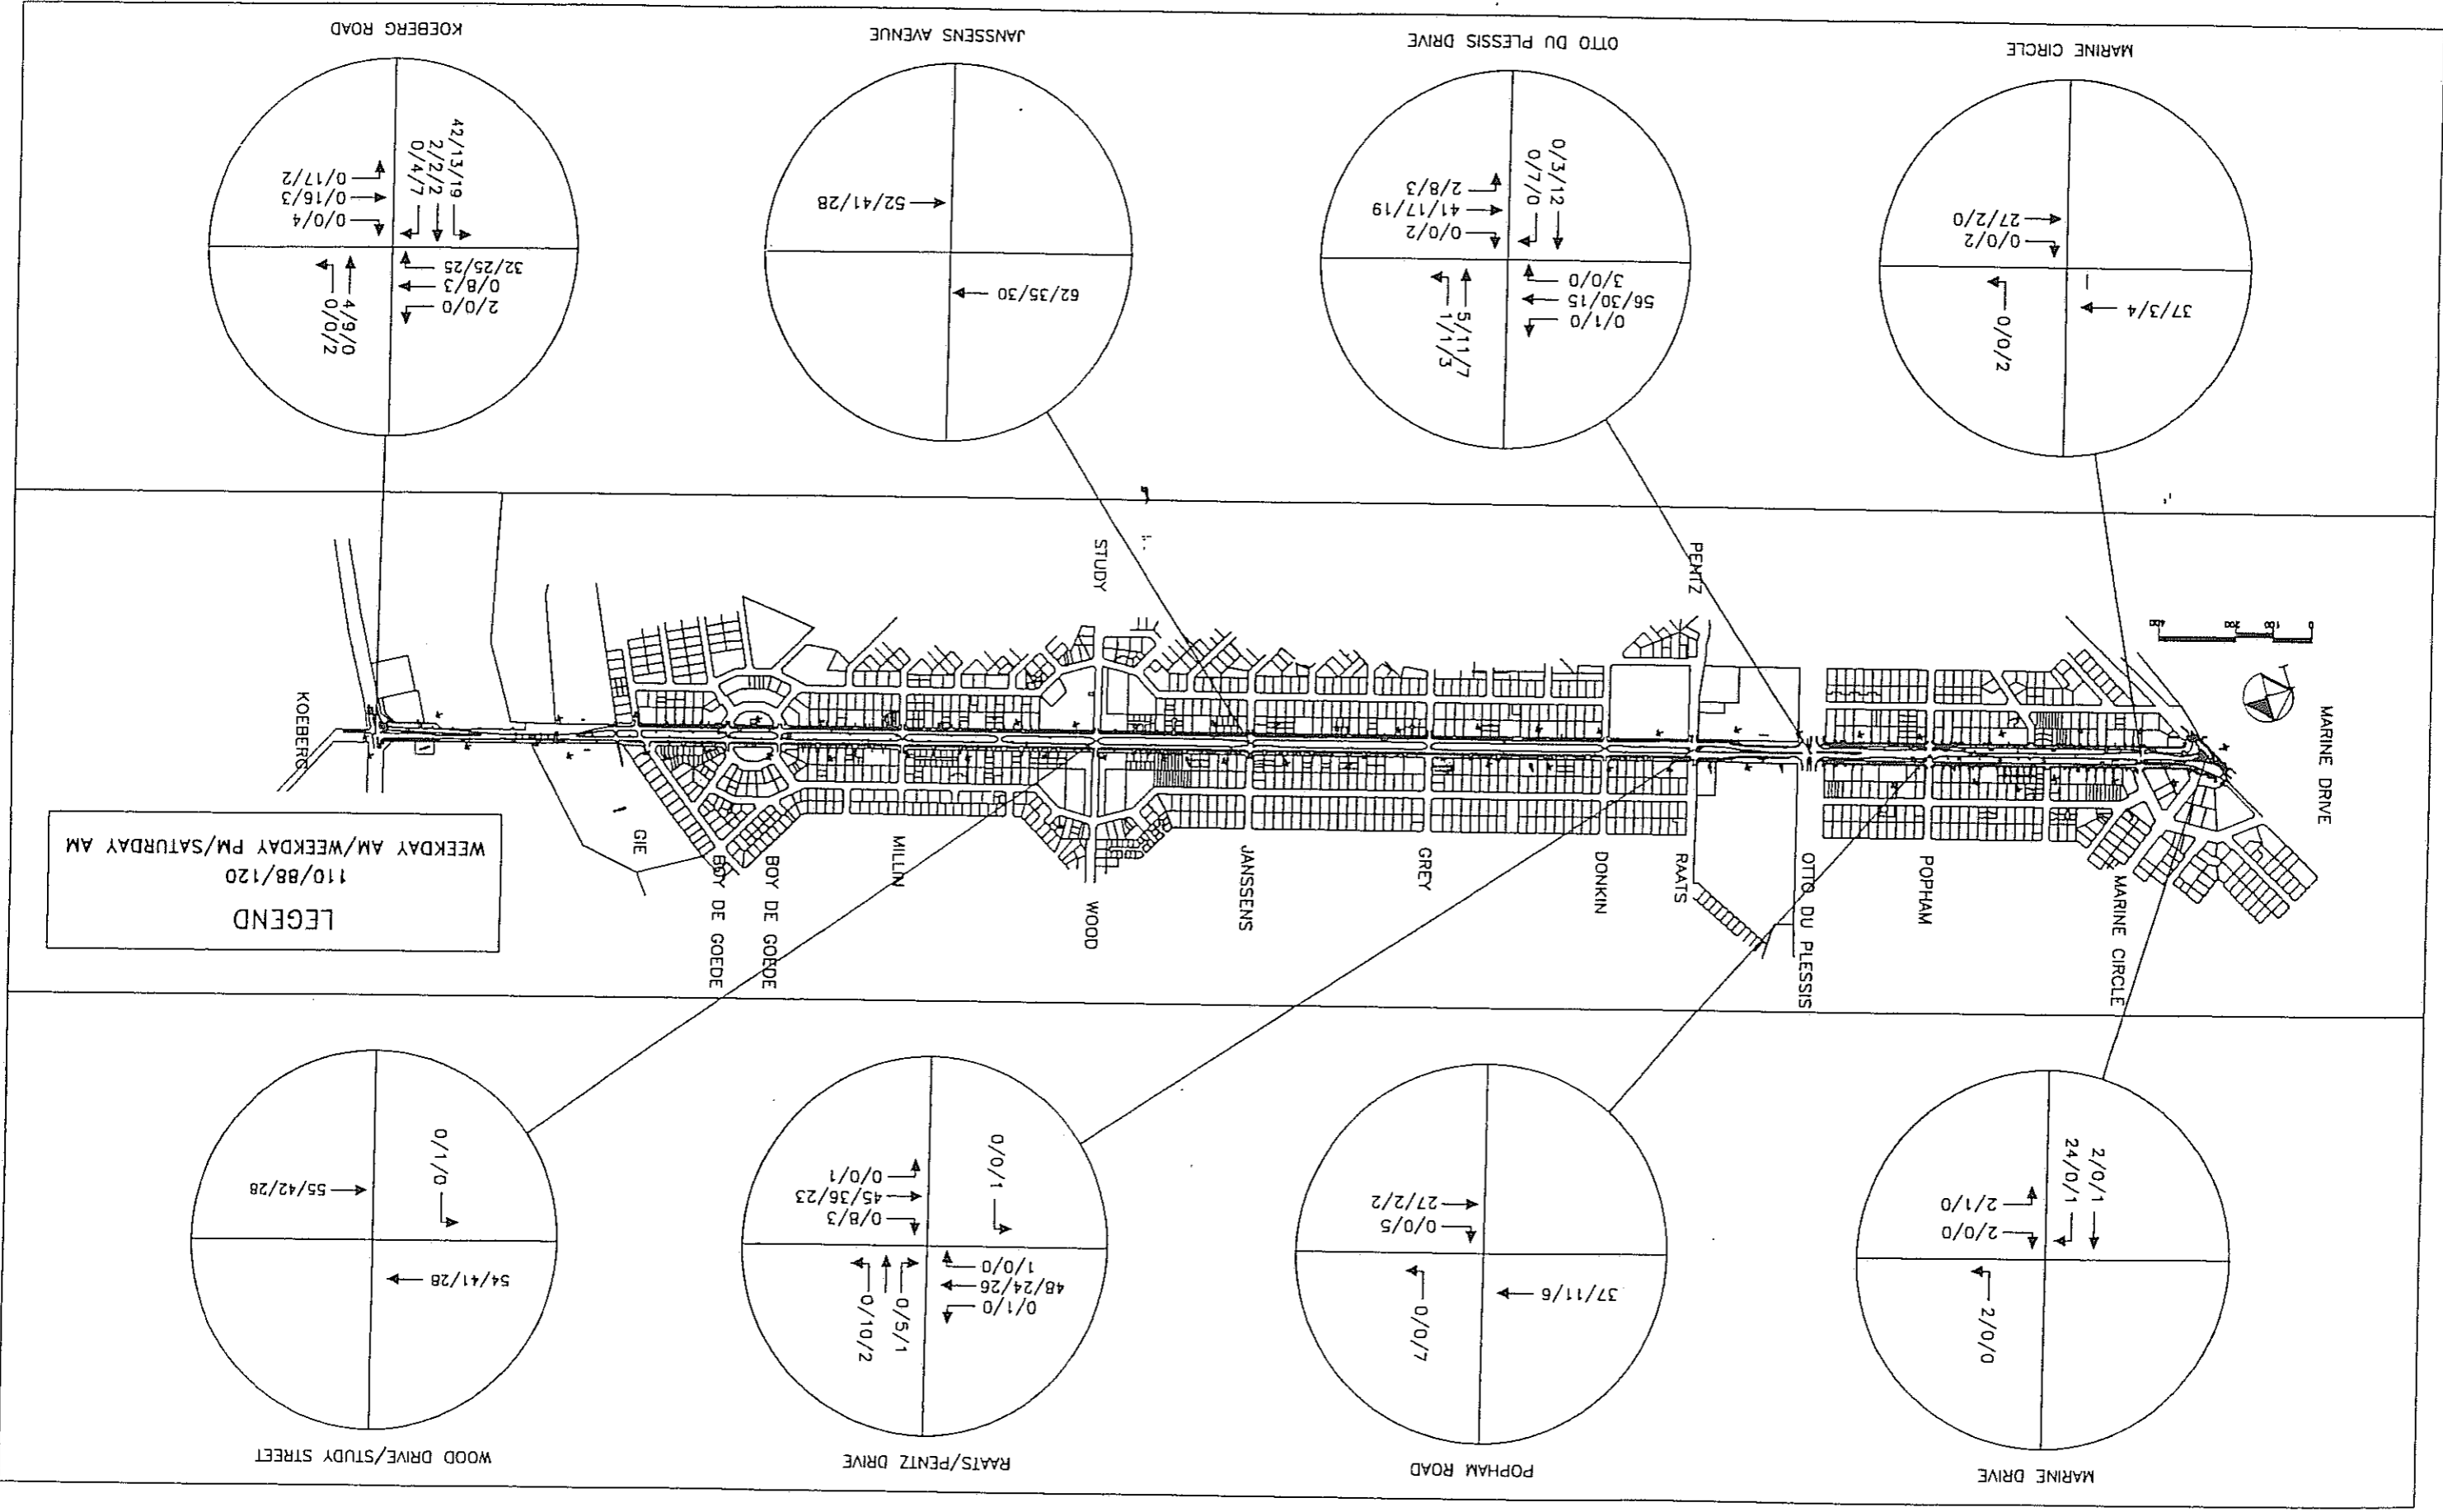 MARINE DRIVE
2/0/0
2/0/0
2/1/0
24/0/1
2/0/1
POPHAM ROAD
0/0/7
37/11/6
0/0/5
27/2/2
RAATS/PENTZ DRIVE
0/1/0
48/24/26
1/0/0
0/5/1
0/10/2
0/0/1
0/8/3
45/36/23
0/0/1
WOOD DRIVE/STUDY STREET
54/41/28
0/1/0
55/42/28
MARINE DRIVE
MARINE CIRCLE
POPHAM
OTTO DU PLESSIS
RAATS
DONKIN
GREY
JANSSENS
WOOD
MILLIN
BOY DE GOEDE
BOY DE GOEDE
GIE
KOEBERG
PENTZ
STUDY
0 100 200 400
LEGEND
110/88/120
WEEKDAY AM/WEEKDAY PM/SATURDAY AM
37/3/4
0/0/2
0/0/2
27/2/0
MARINE CIRCLE
0/1/0
56/30/15
3/0/0
5/11/7
1/1/3
0/3/12
0/7/0
0/0/2
41/17/19
2/8/3
OTTO DU PLESSIS DRIVE
62/35/30
52/41/28
JANSSENS AVENUE
2/0/0
0/8/3
32/25/25
4/9/0
0/0/2
42/13/19
2/2/2
0/4/7
0/0/4
0/16/3
0/17/2
KOEBERG ROAD